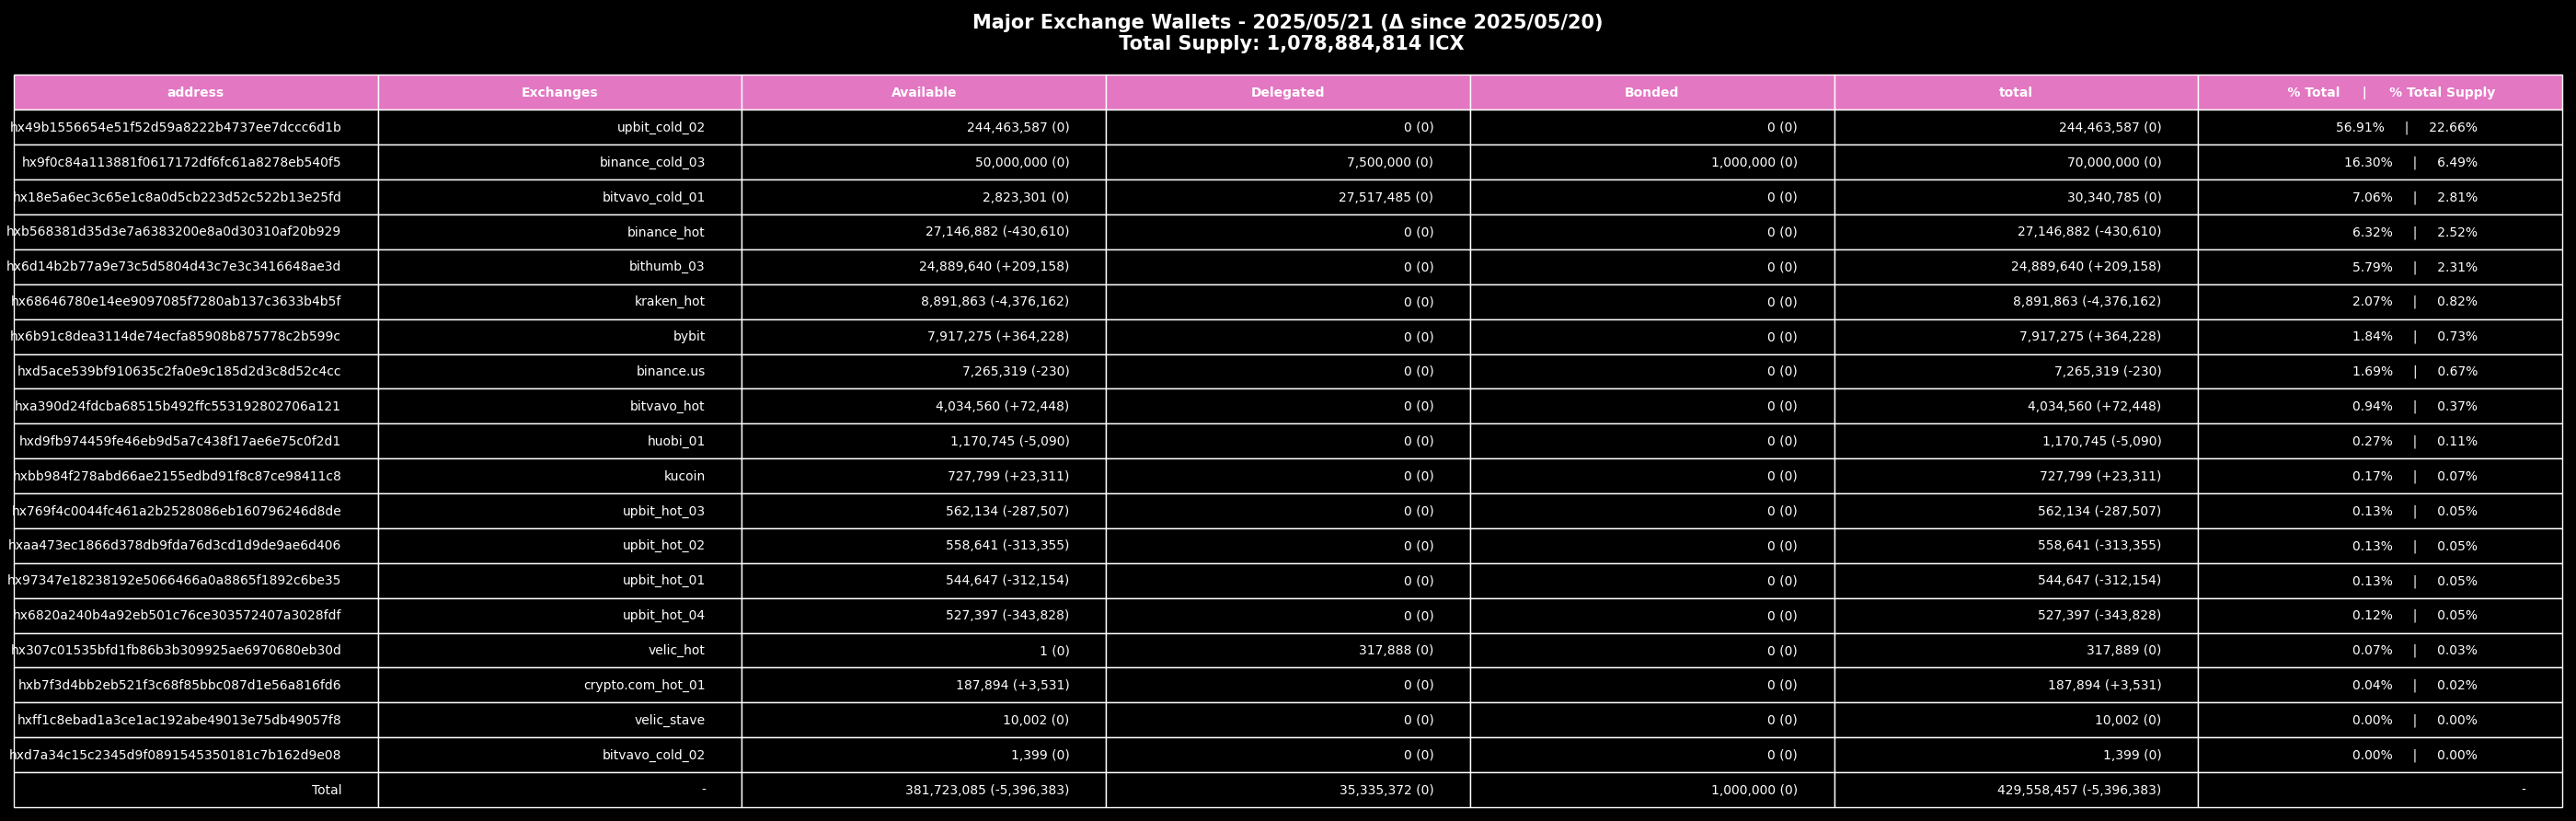 Major Exchange Wallets - 2025/05/21 (Δ since 2025/05/20)
Total Supply: 1,078,884,814 ICX
address Exchanges Available Delegated Bonded total % Total | % Total Supply
hx49b1556654e51f52d59a8222b4737ee7dccc6d1b upbit_cold_02 244,463,587 (0) 0 (0) 0 (0) 244,463,587 (0) 56.91% | 22.66%
hx9f0c84a113881f0617172df6fc61a8278eb540f5 binance_cold_03 50,000,000 (0) 7,500,000 (0) 1,000,000 (0) 70,000,000 (0) 16.30% | 6.49%
hx18e5a6ec3c65e1c8a0d5cb223d52c522b13e25fd bitvavo_cold_01 2,823,301 (0) 27,517,485 (0) 0 (0) 30,340,785 (0) 7.06% | 2.81%
hxb568381d35d3e7a6383200e8a0d30310af20b929 binance_hot 27,146,882 (-430,610) 0 (0) 0 (0) 27,146,882 (-430,610) 6.32% | 2.52%
hx6d14b2b77a9e73c5d5804d43c7e3c3416648ae3d bithumb_03 24,889,640 (+209,158) 0 (0) 0 (0) 24,889,640 (+209,158) 5.79% | 2.31%
hx68646780e14ee9097085f7280ab137c3633b4b5f kraken_hot 8,891,863 (-4,376,162) 0 (0) 0 (0) 8,891,863 (-4,376,162) 2.07% | 0.82%
hx6b91c8dea3114de74ecfa85908b875778c2b599c bybit 7,917,275 (+364,228) 0 (0) 0 (0) 7,917,275 (+364,228) 1.84% | 0.73%
hxd5ace539bf910635c2fa0e9c185d2d3c8d52c4cc binance.us 7,265,319 (-230) 0 (0) 0 (0) 7,265,319 (-230) 1.69% | 0.67%
hxa390d24fdcba68515b492ffc553192802706a121 bitvavo_hot 4,034,560 (+72,448) 0 (0) 0 (0) 4,034,560 (+72,448) 0.94% | 0.37%
hxd9fb974459fe46eb9d5a7c438f17ae6e75c0f2d1 huobi_01 1,170,745 (-5,090) 0 (0) 0 (0) 1,170,745 (-5,090) 0.27% | 0.11%
hxbb984f278abd66ae2155edbd91f8c87ce98411c8 kucoin 727,799 (+23,311) 0 (0) 0 (0) 727,799 (+23,311) 0.17% | 0.07%
hx769f4c0044fc461a2b2528086eb160796246d8de upbit_hot_03 562,134 (-287,507) 0 (0) 0 (0) 562,134 (-287,507) 0.13% | 0.05%
hxaa473ec1866d378db9fda76d3cd1d9de9ae6d406 upbit_hot_02 558,641 (-313,355) 0 (0) 0 (0) 558,641 (-313,355) 0.13% | 0.05%
hx97347e18238192e5066466a0a8865f1892c6be35 upbit_hot_01 544,647 (-312,154) 0 (0) 0 (0) 544,647 (-312,154) 0.13% | 0.05%
hx6820a240b4a92eb501c76ce303572407a3028fdf upbit_hot_04 527,397 (-343,828) 0 (0) 0 (0) 527,397 (-343,828) 0.12% | 0.05%
hx307c01535bfd1fb86b3b309925ae6970680eb30d velic_hot 1 (0) 317,888 (0) 0 (0) 317,889 (0) 0.07% | 0.03%
hxb7f3d4bb2eb521f3c68f85bbc087d1e56a816fd6 crypto.com_hot_01 187,894 (+3,531) 0 (0) 0 (0) 187,894 (+3,531) 0.04% | 0.02%
hxff1c8ebad1a3ce1ac192abe49013e75db49057f8 velic_stave 10,002 (0) 0 (0) 0 (0) 10,002 (0) 0.00% | 0.00%
hxd7a34c15c2345d9f0891545350181c7b162d9e08 bitvavo_cold_02 1,399 (0) 0 (0) 0 (0) 1,399 (0) 0.00% | 0.00%
Total - 381,723,085 (-5,396,383) 35,335,372 (0) 1,000,000 (0) 429,558,457 (-5,396,383) -